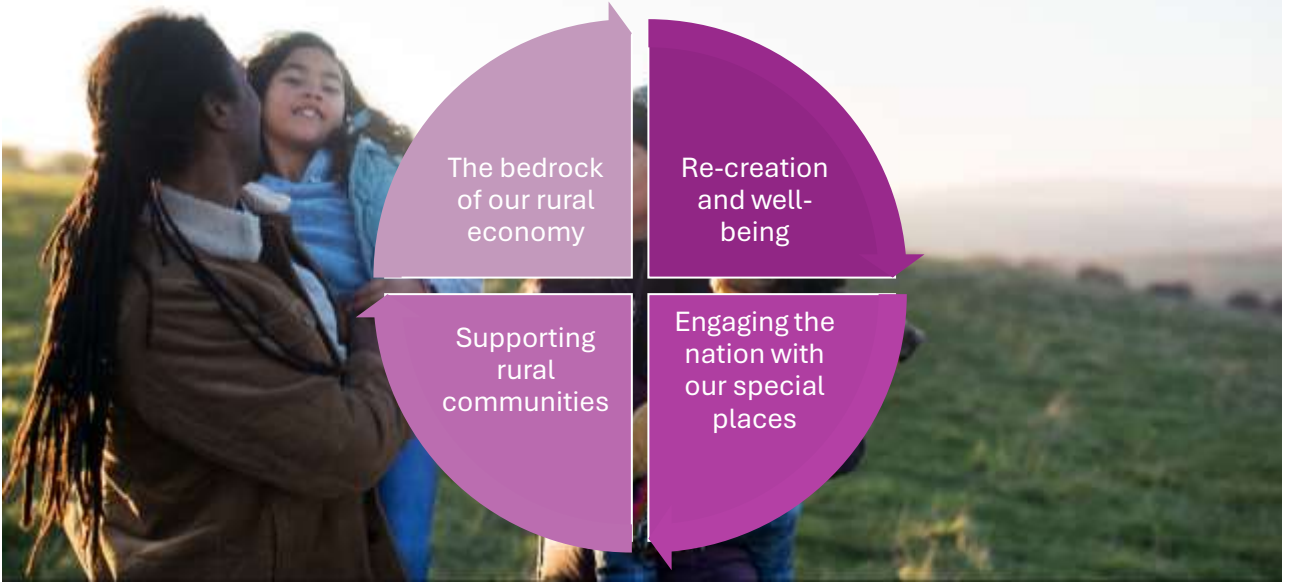 The bedrock
of our rural
economy
Re-creation
and well-
being
Supporting
rural
communities
Engaging the
nation with
our special
places